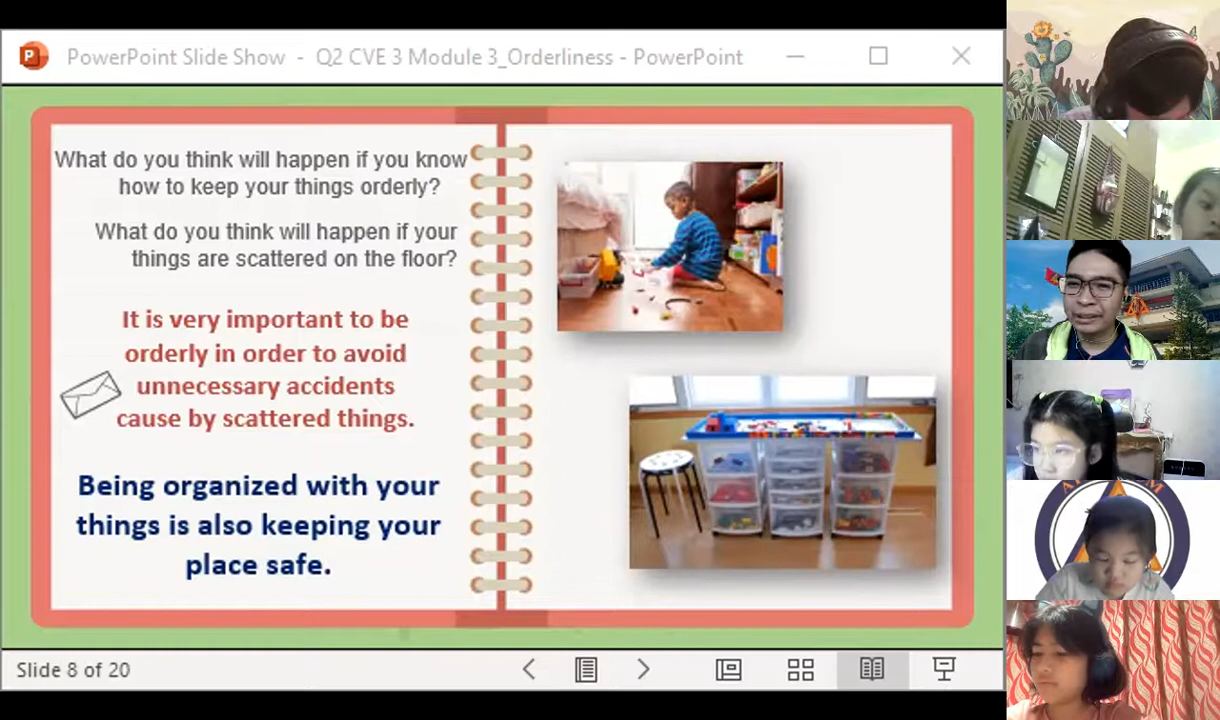 PowerPoint Slide Show - Q2 CVE 3 Module 3_Orderliness - PowerPoint
What do you think will happen if you know
how to keep your things orderly?
What do you think will happen if your
things are scattered on the floor?
It is very important to be
orderly in order to avoid
unnecessary accidents
cause by scattered things.
Being organized with your
things is also keeping your
place safe.
Slide 8 of 20